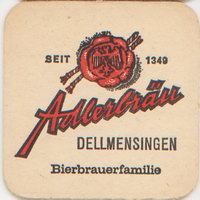 SEIT 1349
Adlerbräu
DELLMENSINGEN
Bierbrauerfamilie